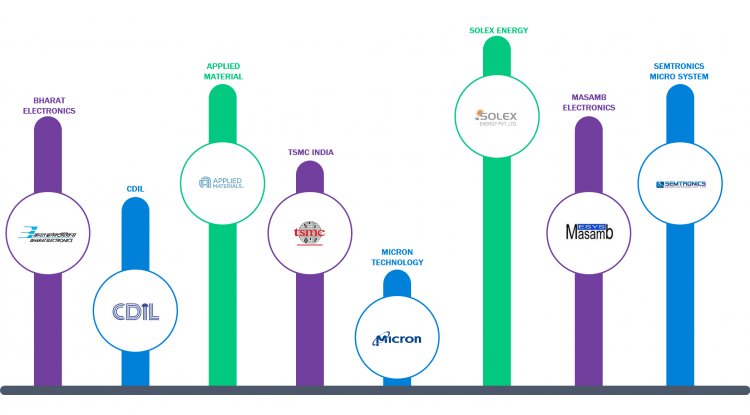 BHARAT
ELECTRONICS
BHARAT ELECTRONICS
CDIL
CDIL
APPLIED
MATERIAL
APPLIED
MATERIALS
TSMC INDIA
tsmc
MICRON
TECHNOLOGY
Micron
SOLEX ENERGY
SOLEX
ENERGY PVT. LTD.
MASAMB
ELECTRONICS
ESYS
Masamb
SEMTRONICS
MICRO SYSTEM
SEMTRONICS